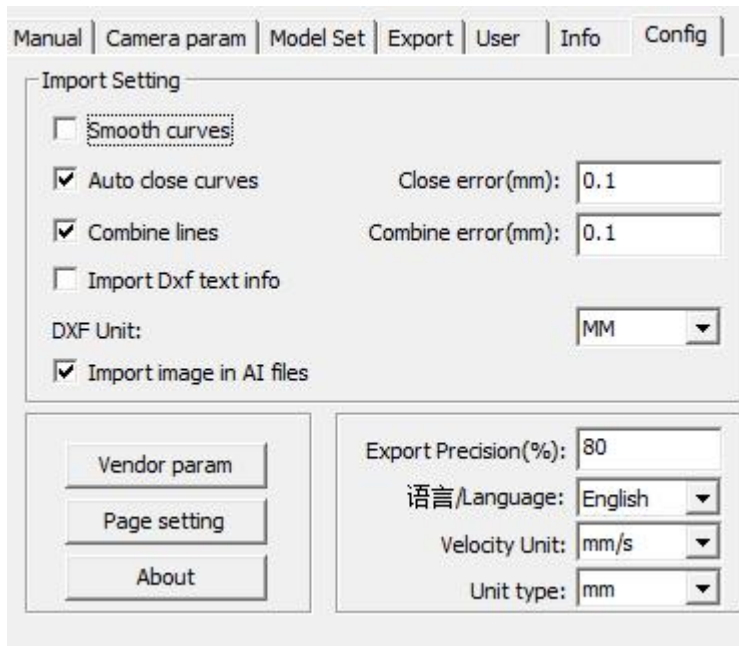 Manual Camera param Model Set Export User Info Config
Import Setting
Smooth curves
Auto close curves Close error(mm): 0.1
Combine lines Combine error(mm): 0.1
Import Dxf text info
DXF Unit: MM
Import image in AI files
Vendor param
Page setting
About
Export Precision(%): 80
语言/Language: English
Velocity Unit: mm/s
Unit type: mm